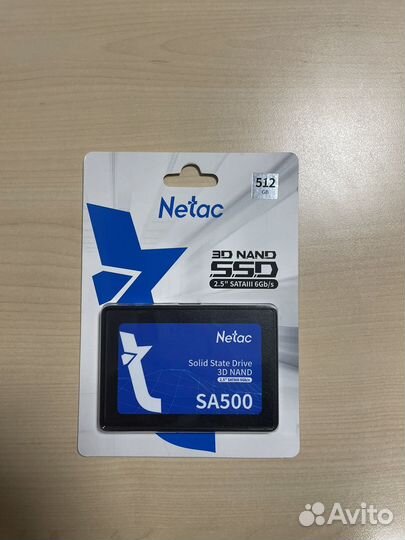 512
GB
Netac
3D NAND
SSD
2.5" SATAIII 6Gb/s
Netac
Solid State Drive
3D NAND
2.5" SATAIII 6Gb/s
SA500
Avito